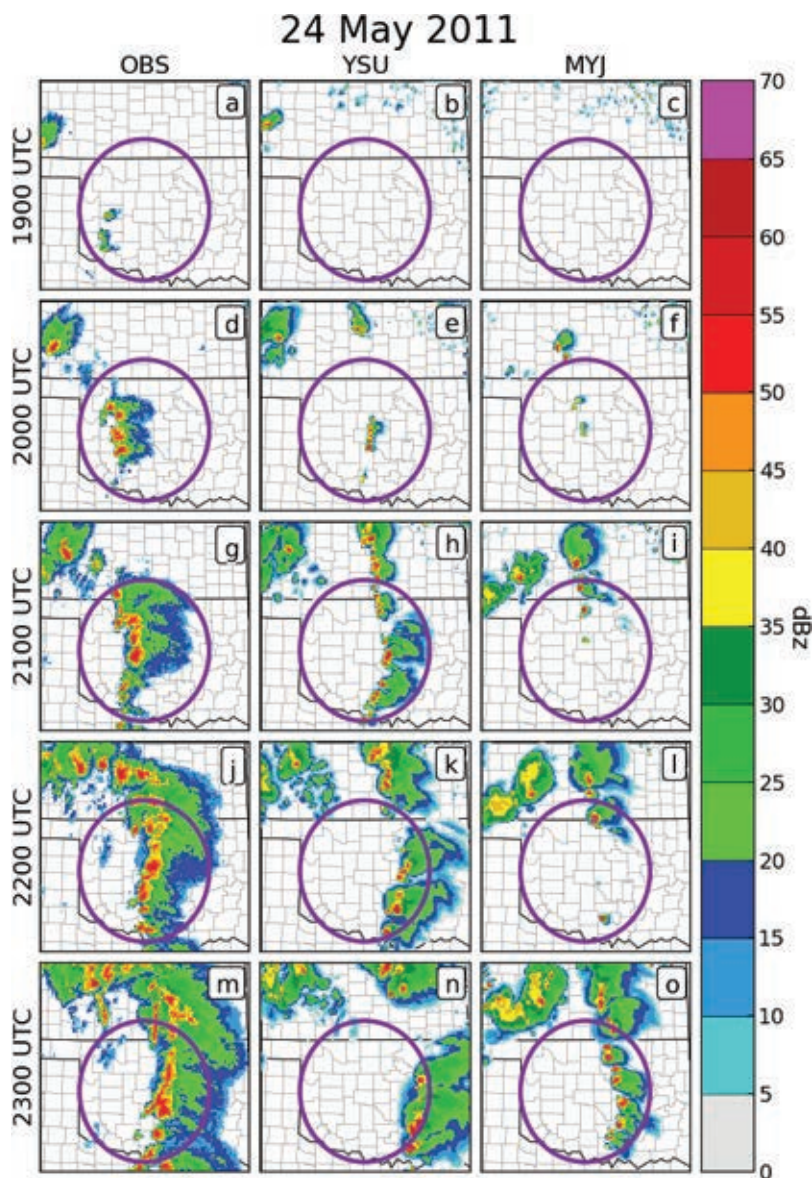 24 May 2011
OBS YSU MYJ
1900 UTC
a b c
2000 UTC
d e f
2100 UTC
g h i
2200 UTC
j k l
2300 UTC
m n o
70
65
60
55
50
45
40
35
30
25
20
15
10
5
0
dBz